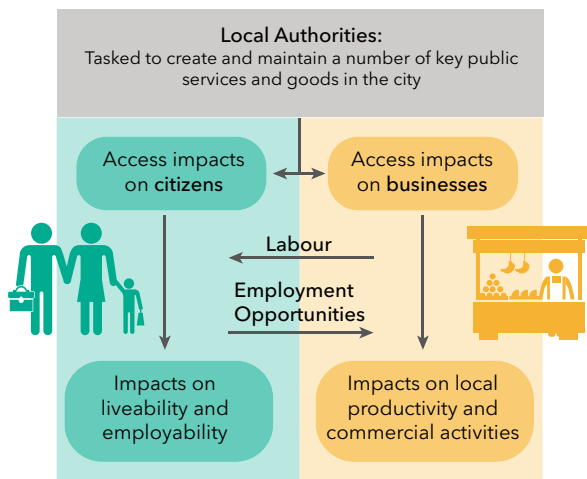 Local Authorities:
Tasked to create and maintain a number of key public
services and goods in the city
Access impacts
on citizens
Access impacts
on businesses
Labour
Employment
Opportunities
Impacts on
liveability and
employability
Impacts on local
productivity and
commercial activities